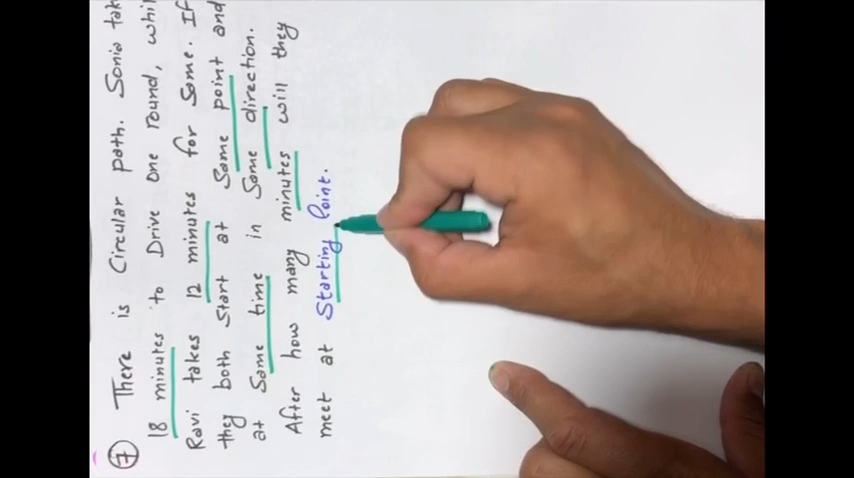 ⑦ There is Circular path. Sonia tak
18 minutes to Drive one round, whil
Ravi takes 12 minutes for Same. If
they both Start at Same point and
at Same time in Same direction.
After how many minutes will they
meet at Starting Point.